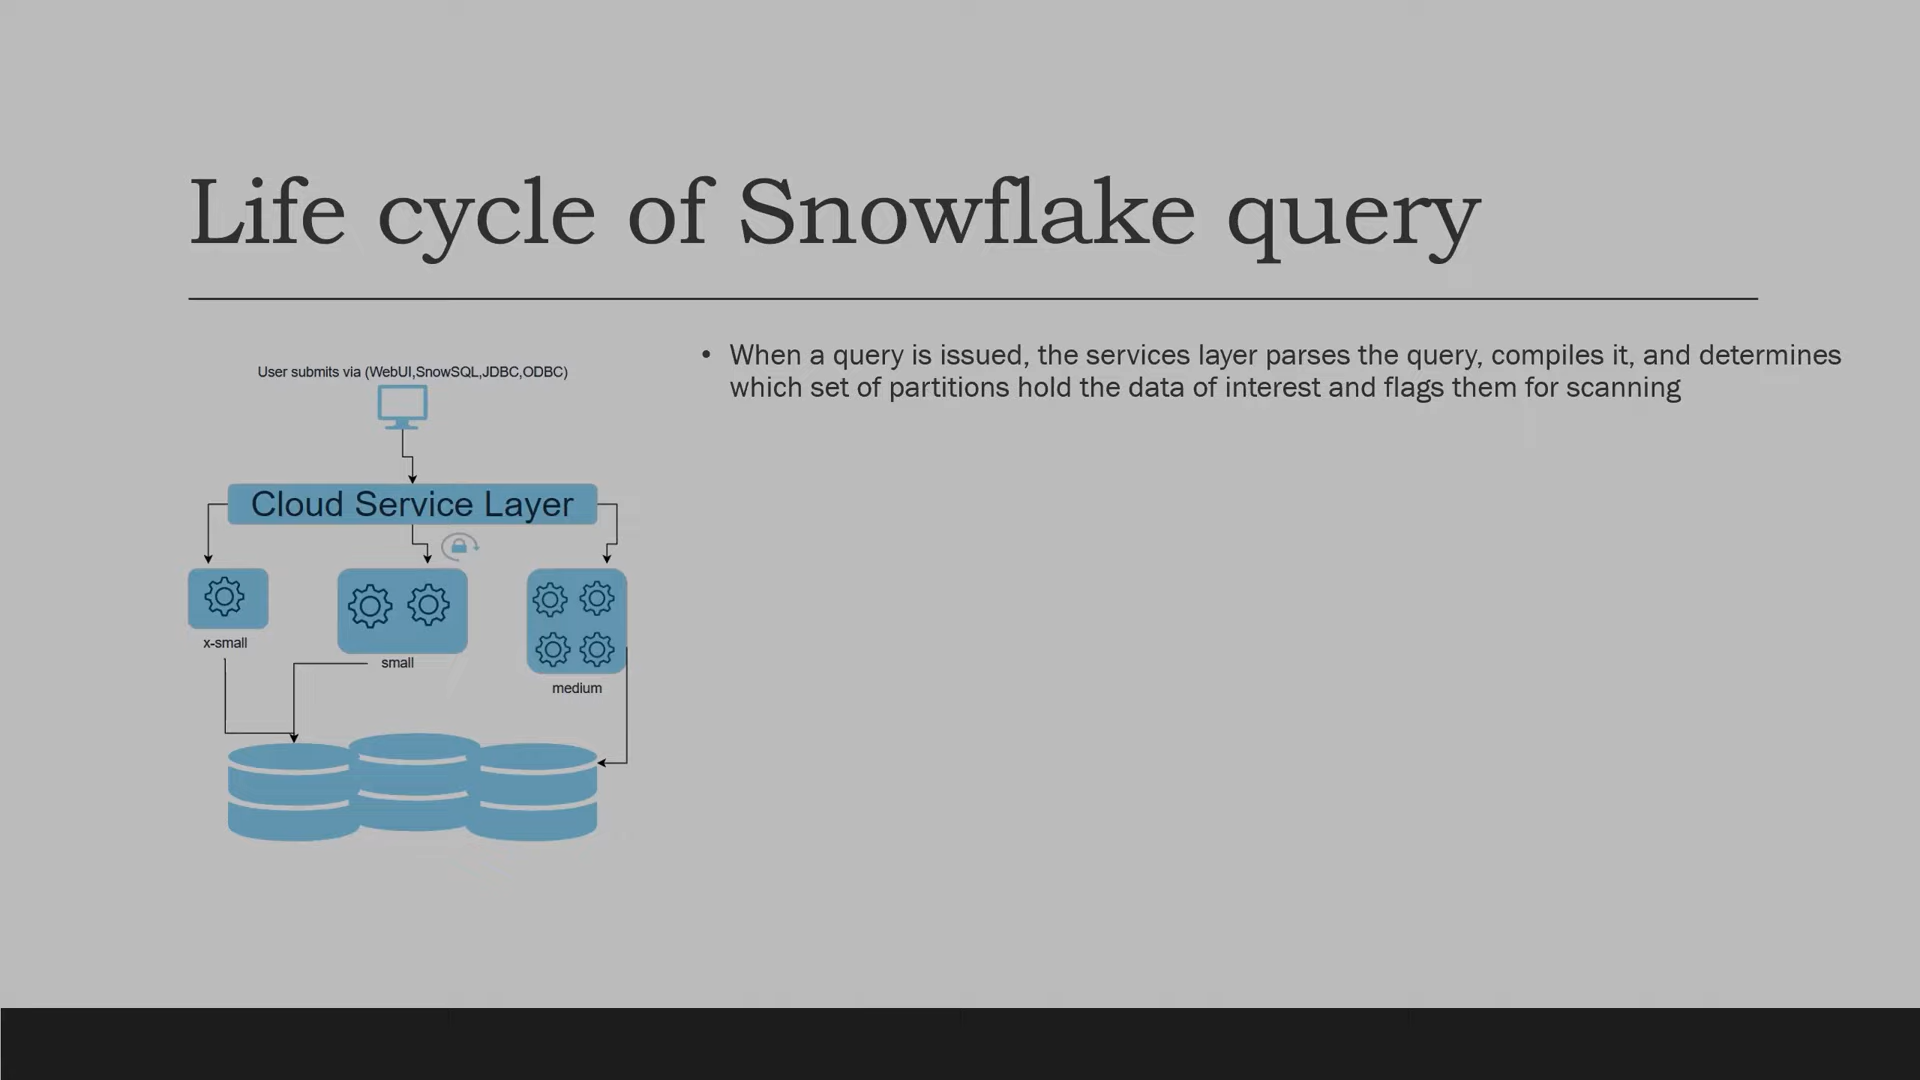 Life cycle of Snowflake query
User submits via (WebUI,SnowSQL,JDBC,ODBC)
Cloud Service Layer
x-small
small
medium
• When a query is issued, the services layer parses the query, compiles it, and determines
which set of partitions hold the data of interest and flags them for scanning